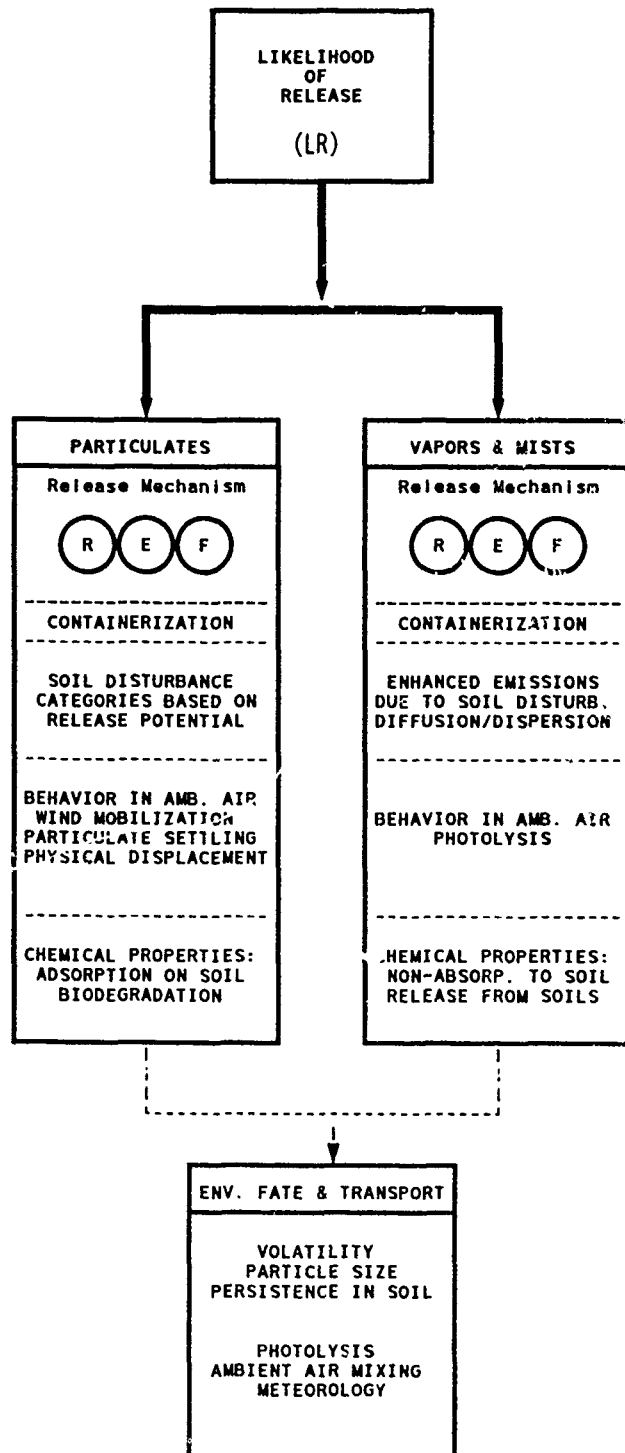 LIKELIHOOD
OF
RELEASE
(LR)
PARTICULATES
Release Mechanism
R E F
CONTAINERIZATION
SOIL DISTURBANCE
CATEGORIES BASED ON
RELEASE POTENTIAL
BEHAVIOR IN AMB. AIR
WIND MOBILIZATION
PARTICULATE SETTLING
PHYSICAL DISPLACEMENT
CHEMICAL PROPERTIES:
ADSORPTION ON SOIL
BIODEGRADATION
VAPORS & MISTS
Release Mechanism
R E F
CONTAINERIZATION
ENHANCED EMISSIONS
DUE TO SOIL DISTURB.
DIFFUSION/DISPERSION
BEHAVIOR IN AMB. AIR
PHOTOLYSIS
CHEMICAL PROPERTIES:
NON-ABSORP. TO SOIL
RELEASE FROM SOILS
ENV. FATE & TRANSPORT
VOLATILITY
PARTICLE SIZE
PERSISTENCE IN SOIL
PHOTOLYSIS
AMBIENT AIR MIXING
METEOROLOGY